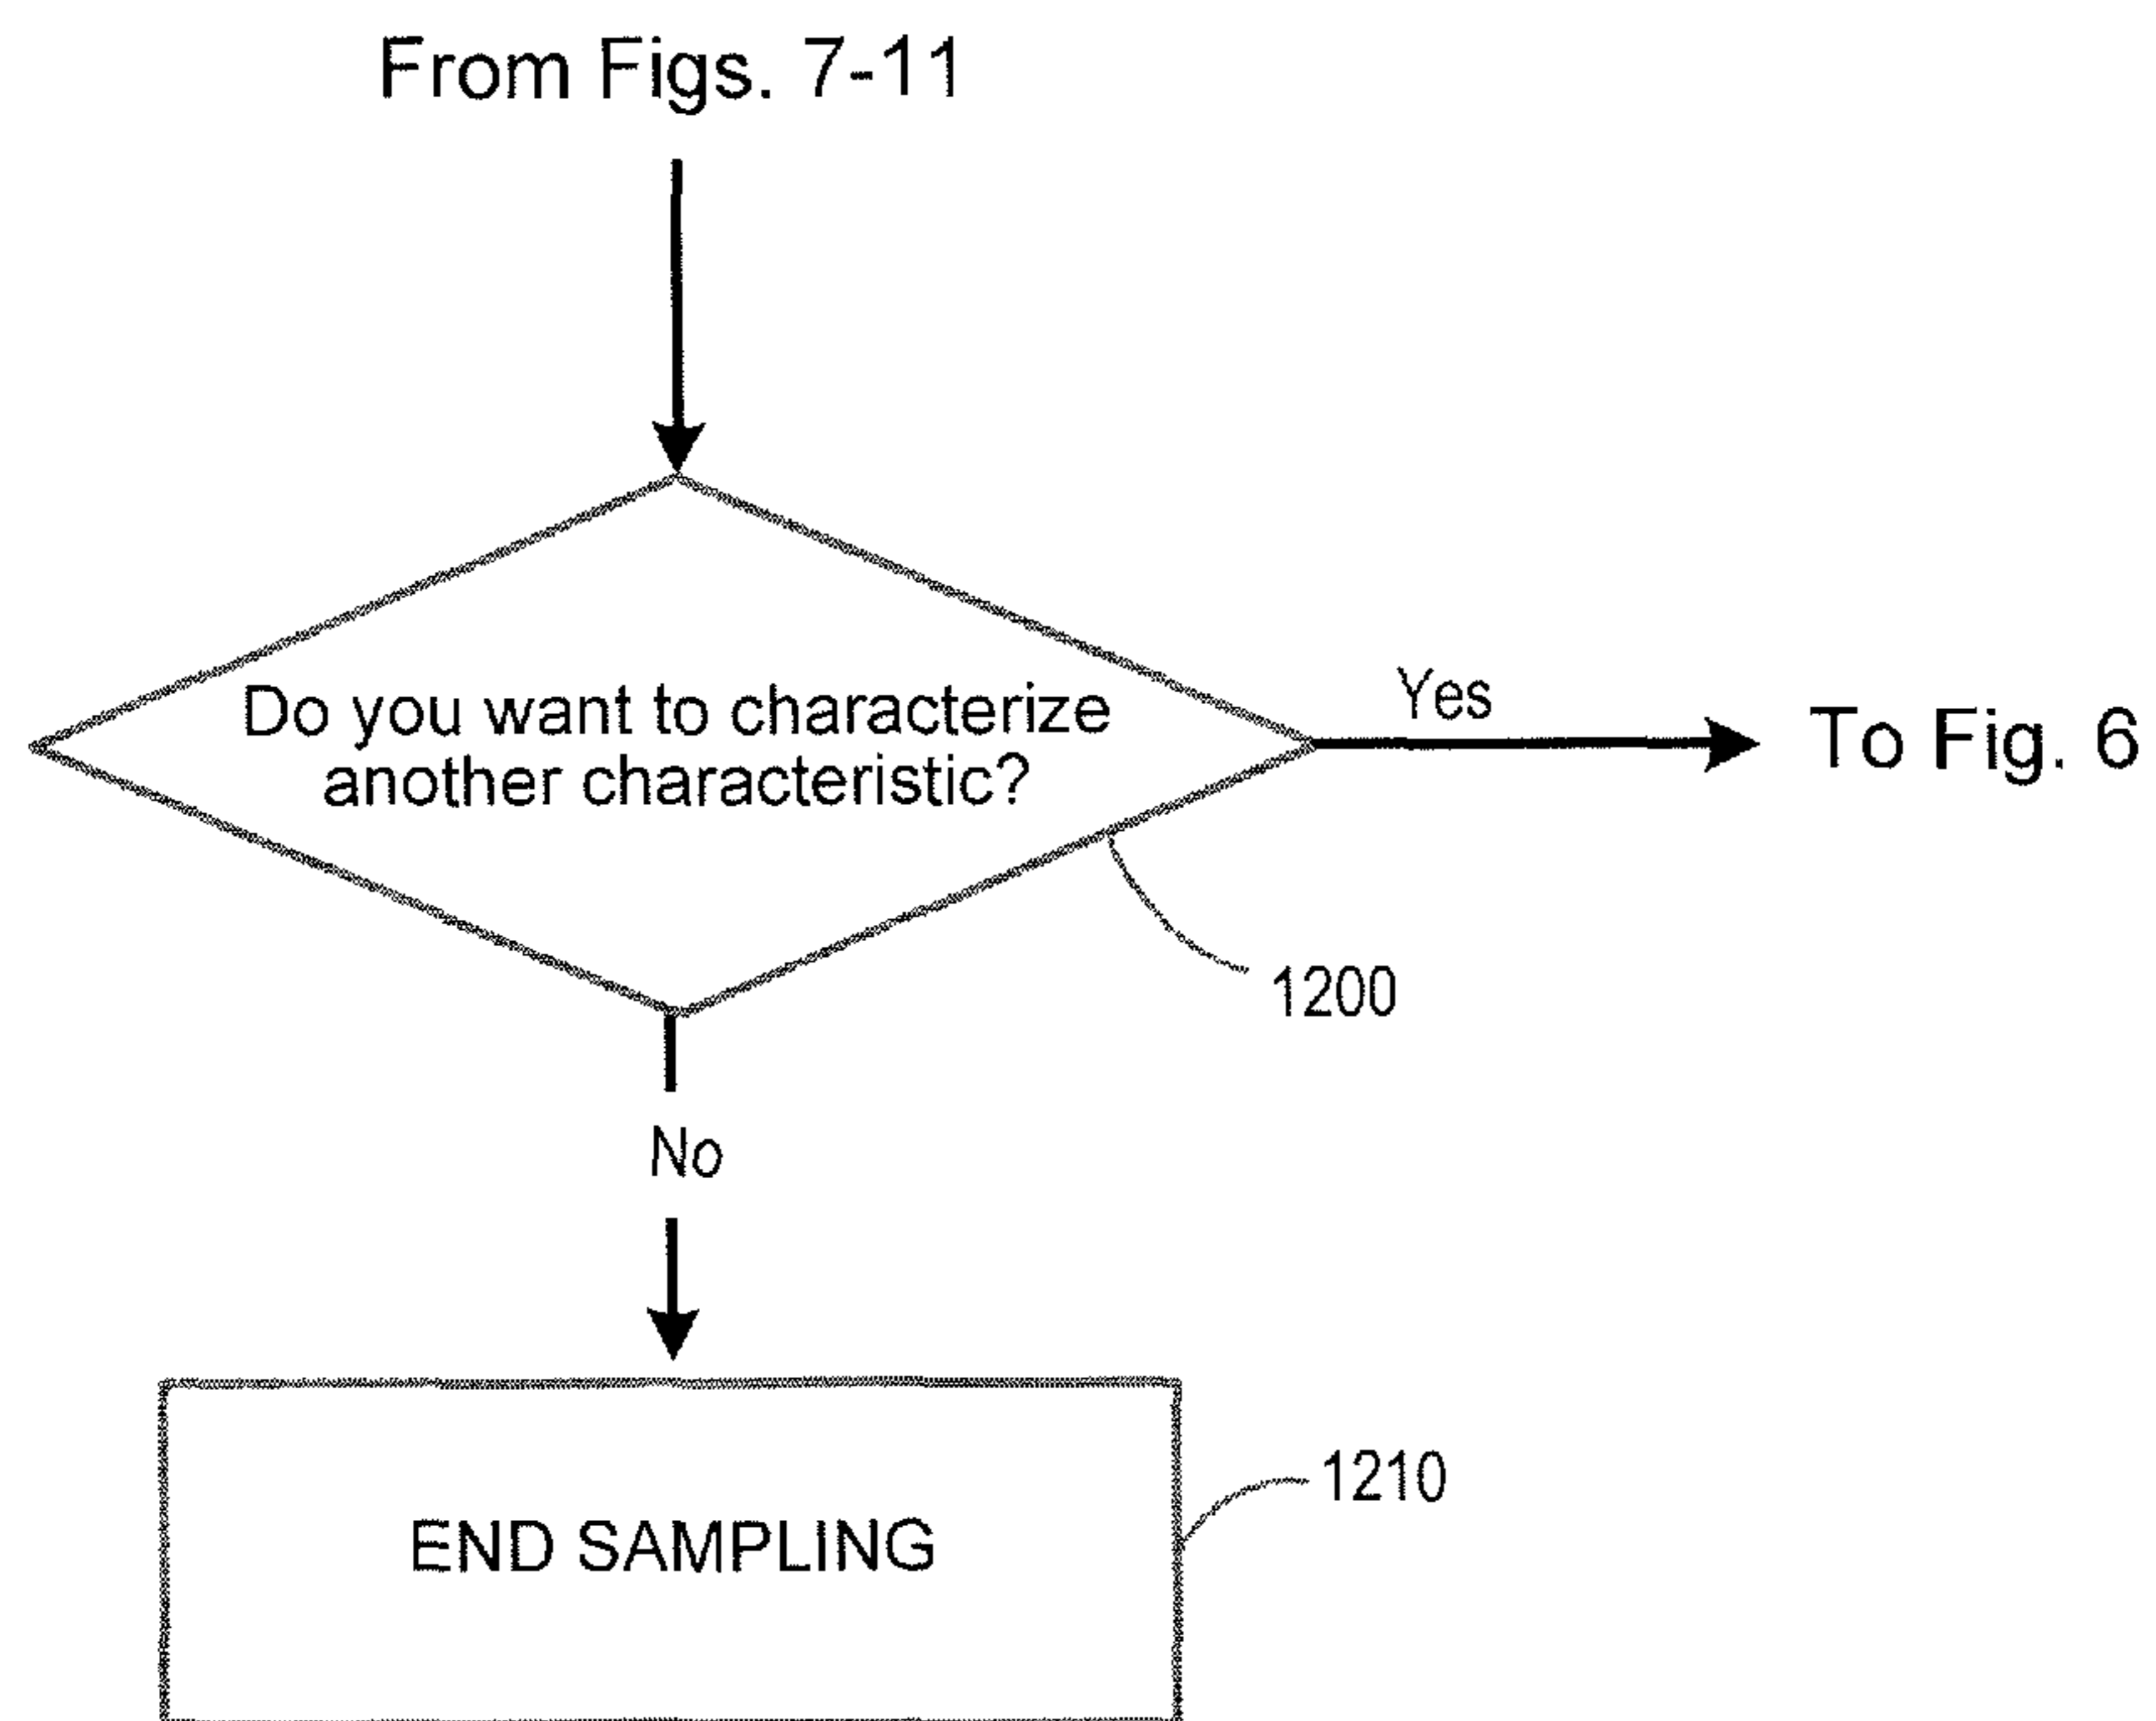 From Figs. 7-11
Do you want to characterize
another characteristic?
Yes
To Fig. 6
1200
No
END SAMPLING
1210